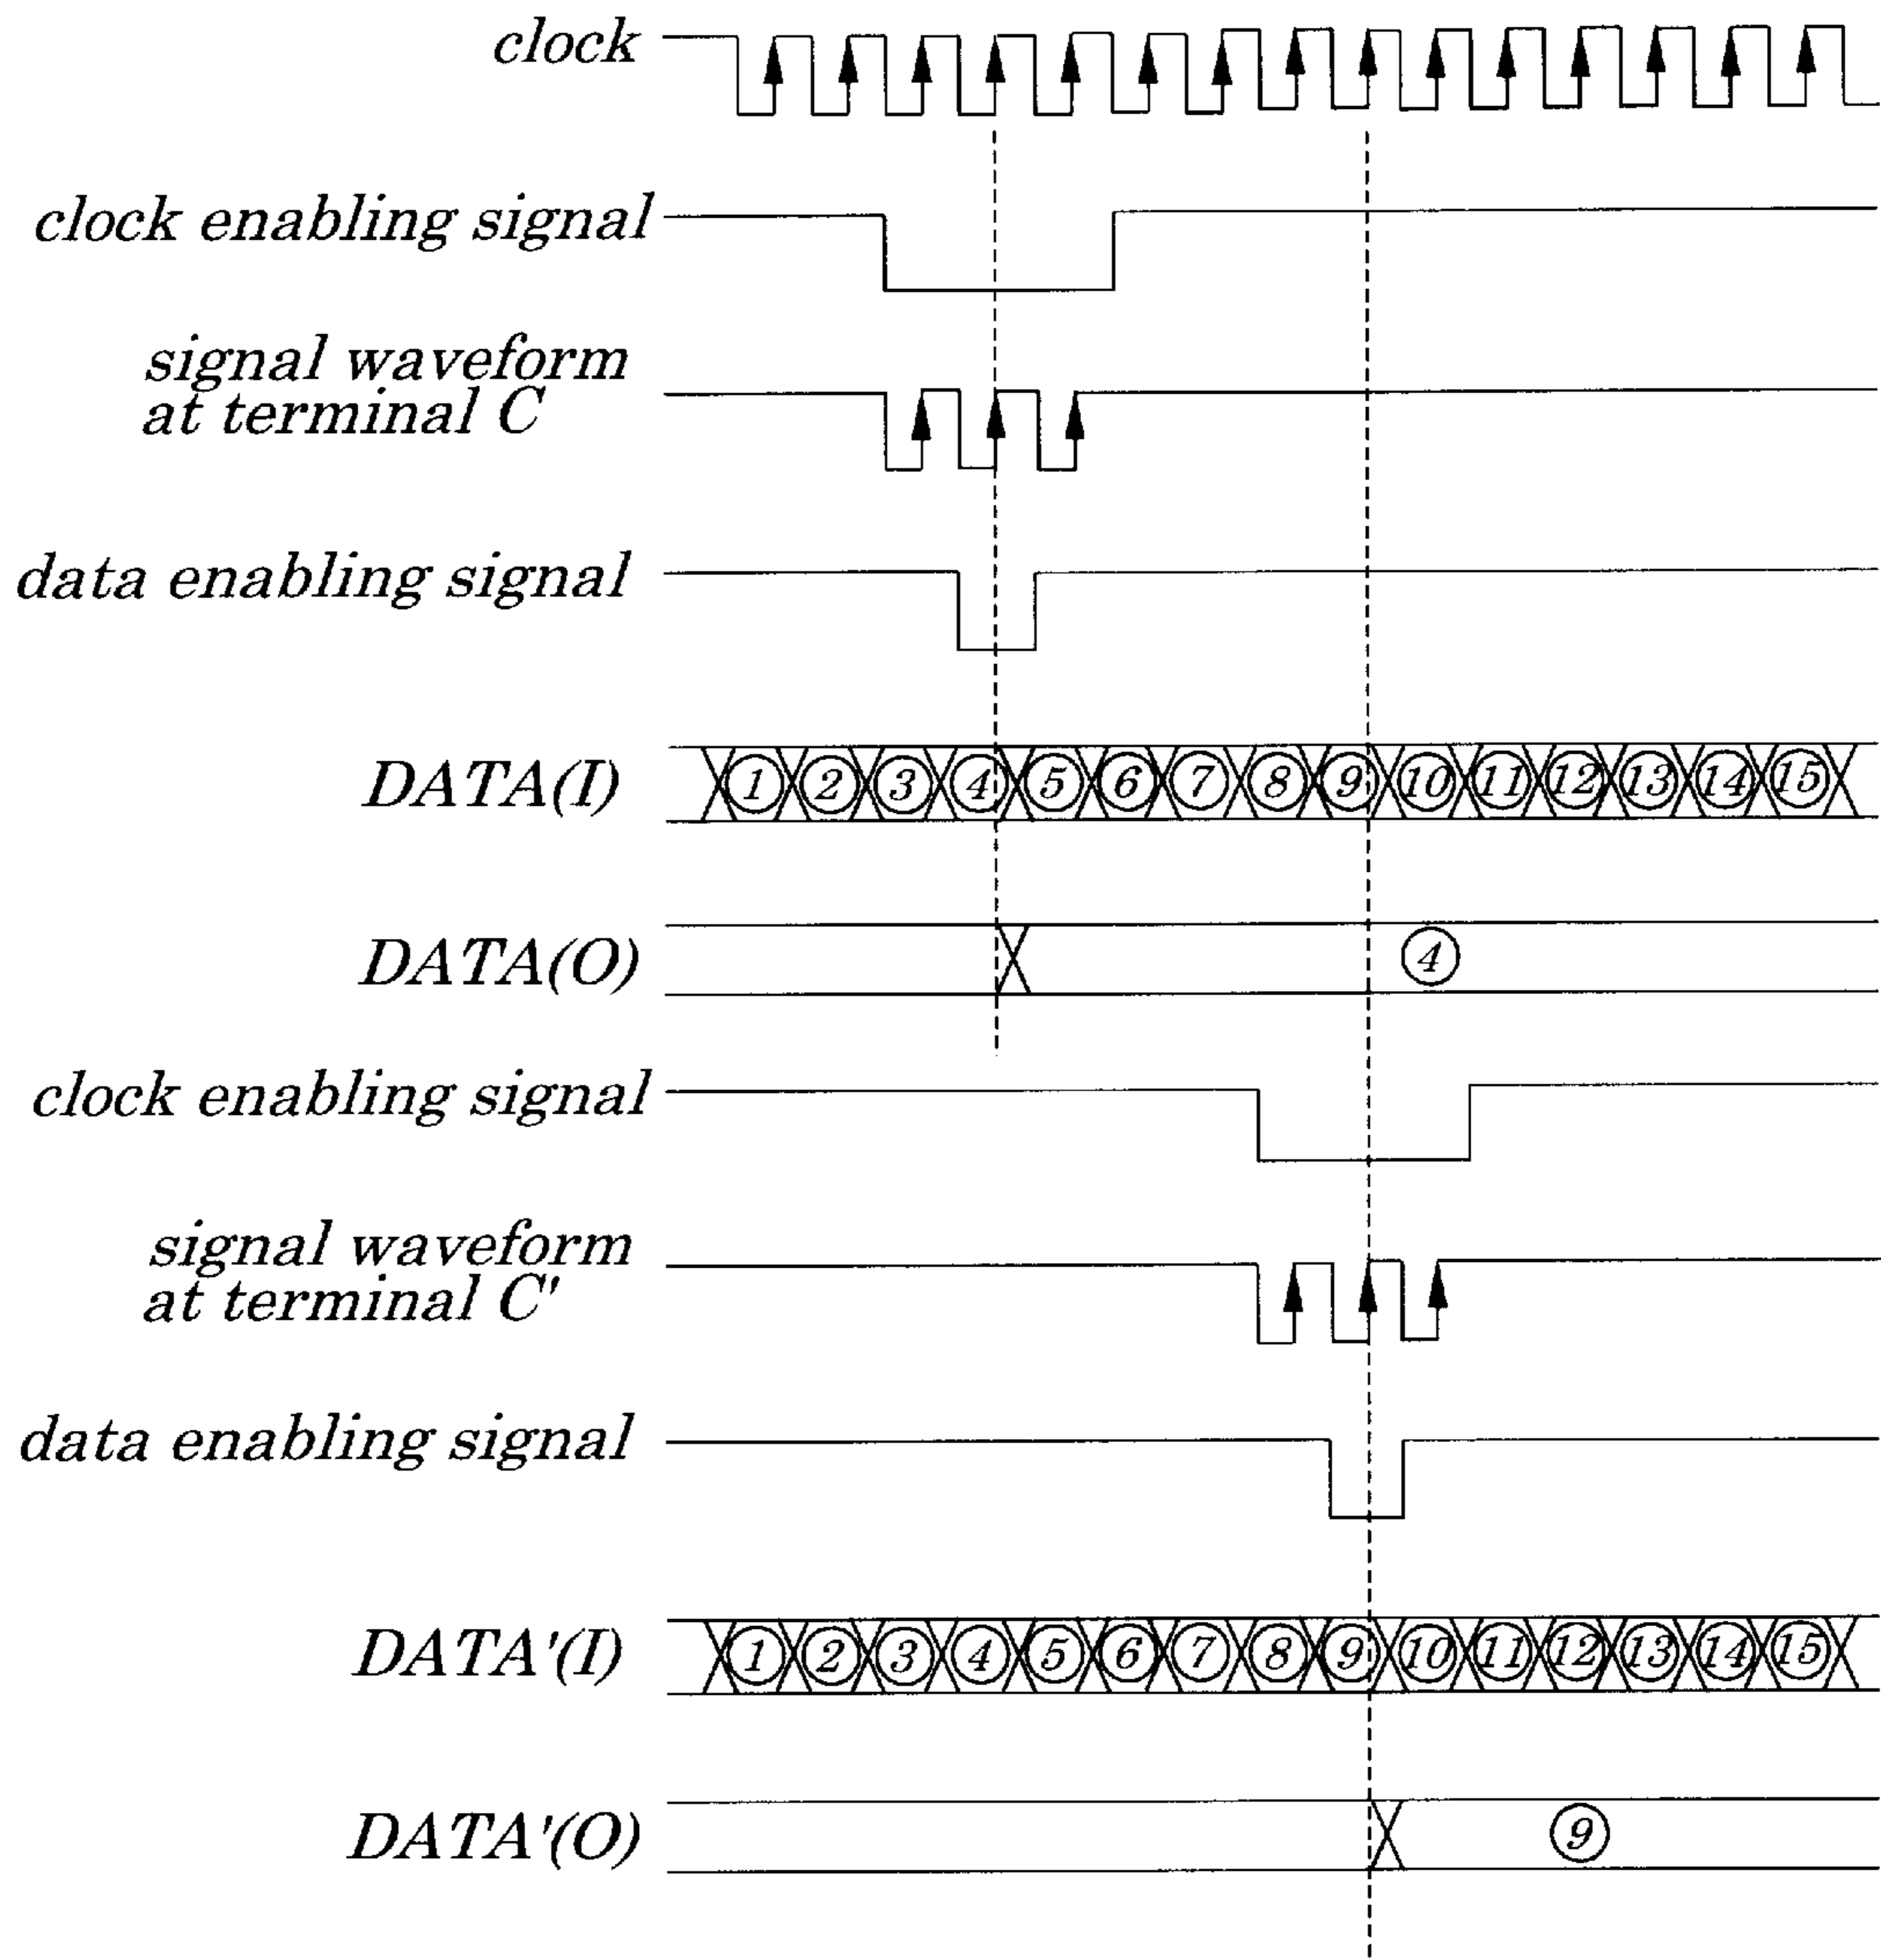 clock
clock enabling signal
signal waveform
at terminal C
data enabling signal
DATA(I) 1 2 3 4 5 6 7 8 9 10 11 12 13 14 15
DATA(O) 4
clock enabling signal
signal waveform
at terminal C'
data enabling signal
DATA'(I) 1 2 3 4 5 6 7 8 9 10 11 12 13 14 15
DATA'(O) 9